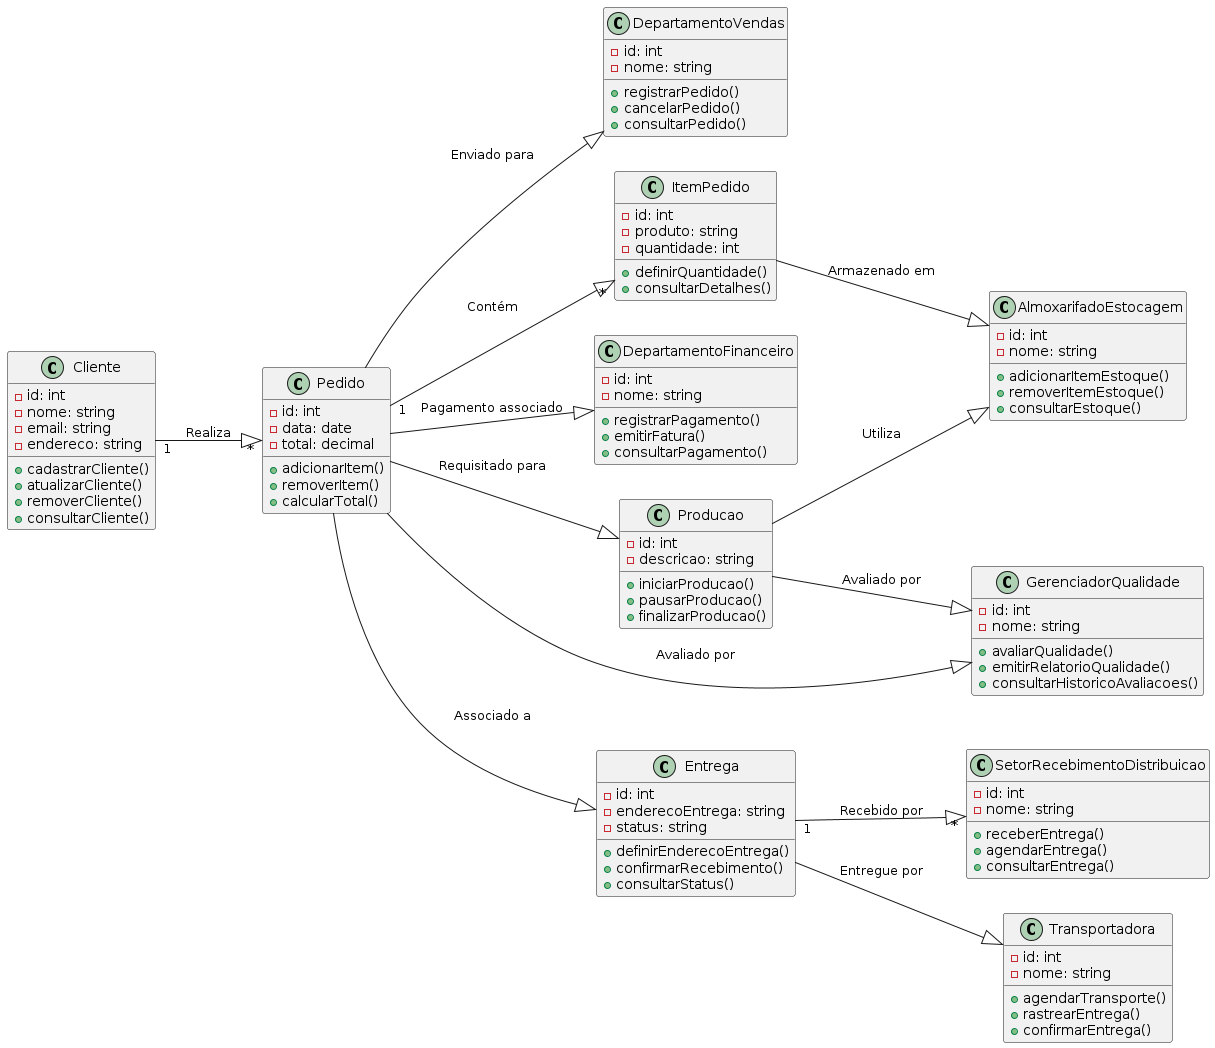 C DepartamentoVendas
id: int
nome: string
registrarPedido()
cancelarPedido()
consultarPedido()
Enviado para
C ItemPedido
id: int
produto: string
quantidade: int
definirQuantidade()
consultarDetalhes()
Armazenado em
Contém
1
*
C AlmoxarifadoEstocagem
id: int
nome: string
adicionarItemEstoque()
removerItemEstoque()
consultarEstoque()
C DepartamentoFinanceiro
id: int
nome: string
registrarPagamento()
emitirFatura()
consultarPagamento()
Pagamento associado
C Cliente
id: int
nome: string
email: string
endereco: string
cadastrarCliente()
atualizarCliente()
removerCliente()
consultarCliente()
Realiza
1
*
C Pedido
id: int
data: date
total: decimal
adicionarItem()
removerItem()
calcularTotal()
Requisitado para
Utiliza
C Producao
id: int
descricao: string
iniciarProducao()
pausarProducao()
finalizarProducao()
Avaliado por
C GerenciadorQualidade
id: int
nome: string
avaliarQualidade()
emitirRelatorioQualidade()
consultarHistoricoAvaliacoes()
Avaliado por
Associado a
C Entrega
id: int
enderecoEntrega: string
status: string
definirEnderecoEntrega()
confirmarRecebimento()
consultarStatus()
Recebido por
1
*
C SetorRecebimentoDistribuicao
id: int
nome: string
receberEntrega()
agendarEntrega()
consultarEntrega()
Entregue por
C Transportadora
id: int
nome: string
agendarTransporte()
rastrearEntrega()
confirmarEntrega()